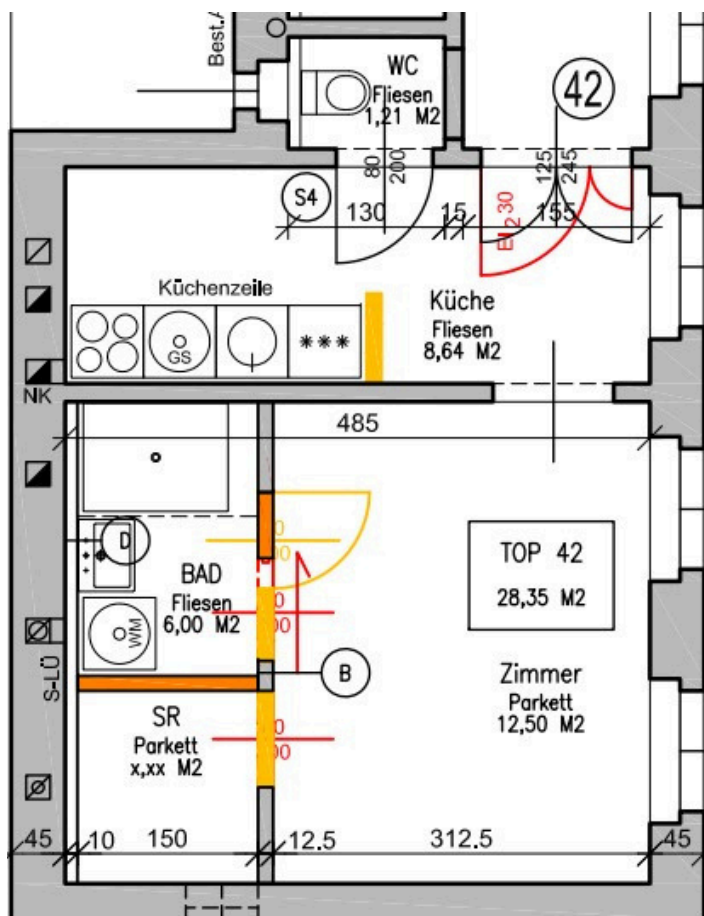 Best.A
WC
Fliesen
1,21 M2
42
80
200
125
245
S4
130
15
155
EI2 30
Küchenzeile
Küche
Fliesen
8,64 M2
GS
***
NK
485
D
BAD
Fliesen
6,00 M2
WM
TOP 42
28,35 M2
S-LÜ
B
Zimmer
Parkett
12,50 M2
SR
Parkett
x,xx M2
45
10
150
12.5
312.5
45